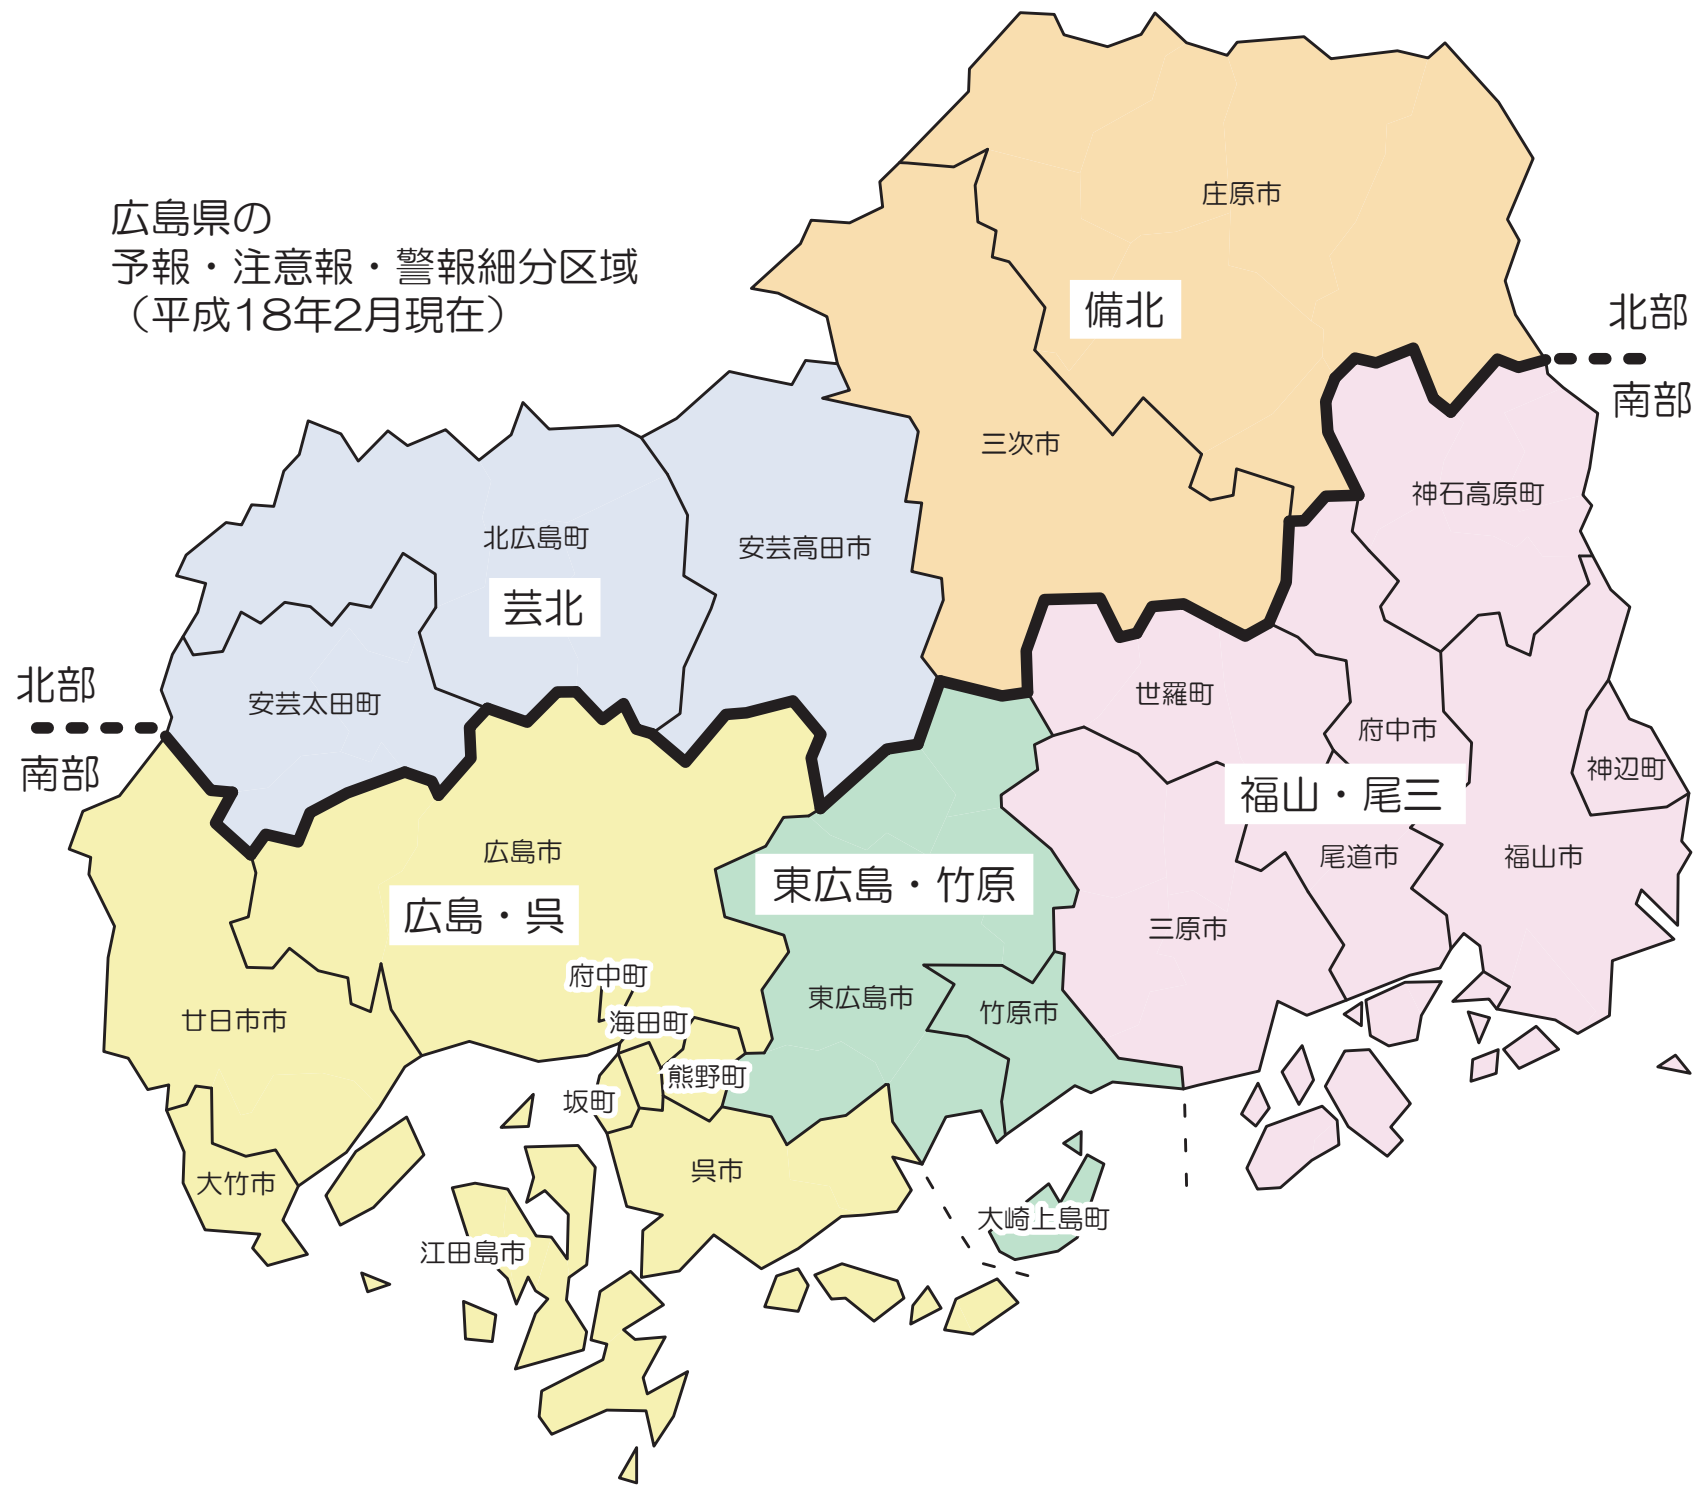 広島県の
予報・注意報・警報細分区域
（平成18年2月現在）
庄原市
備北
北部
南部
三次市
神石高原町
北広島町
安芸高田市
芸北
北部
南部
安芸太田町
世羅町
府中市
神辺町
福山・尾三
広島市
尾道市
福山市
東広島・竹原
広島・呉
三原市
府中町
東広島市
竹原市
廿日市市
海田町
熊野町
坂町
呉市
大竹市
大崎上島町
江田島市